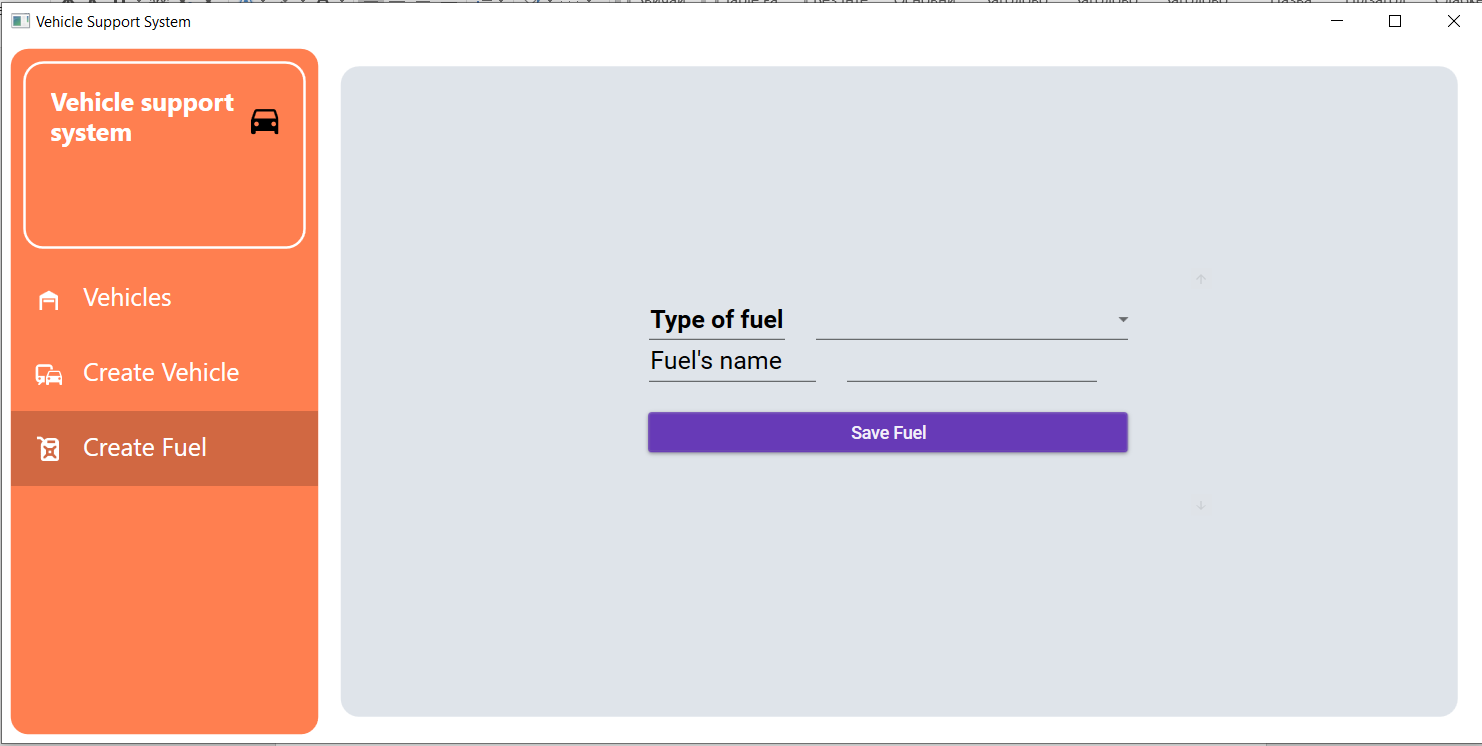 Vehicle Support System
Vehicle support
system
Vehicles
Create Vehicle
Create Fuel
Type of fuel
Fuel's name
Save Fuel